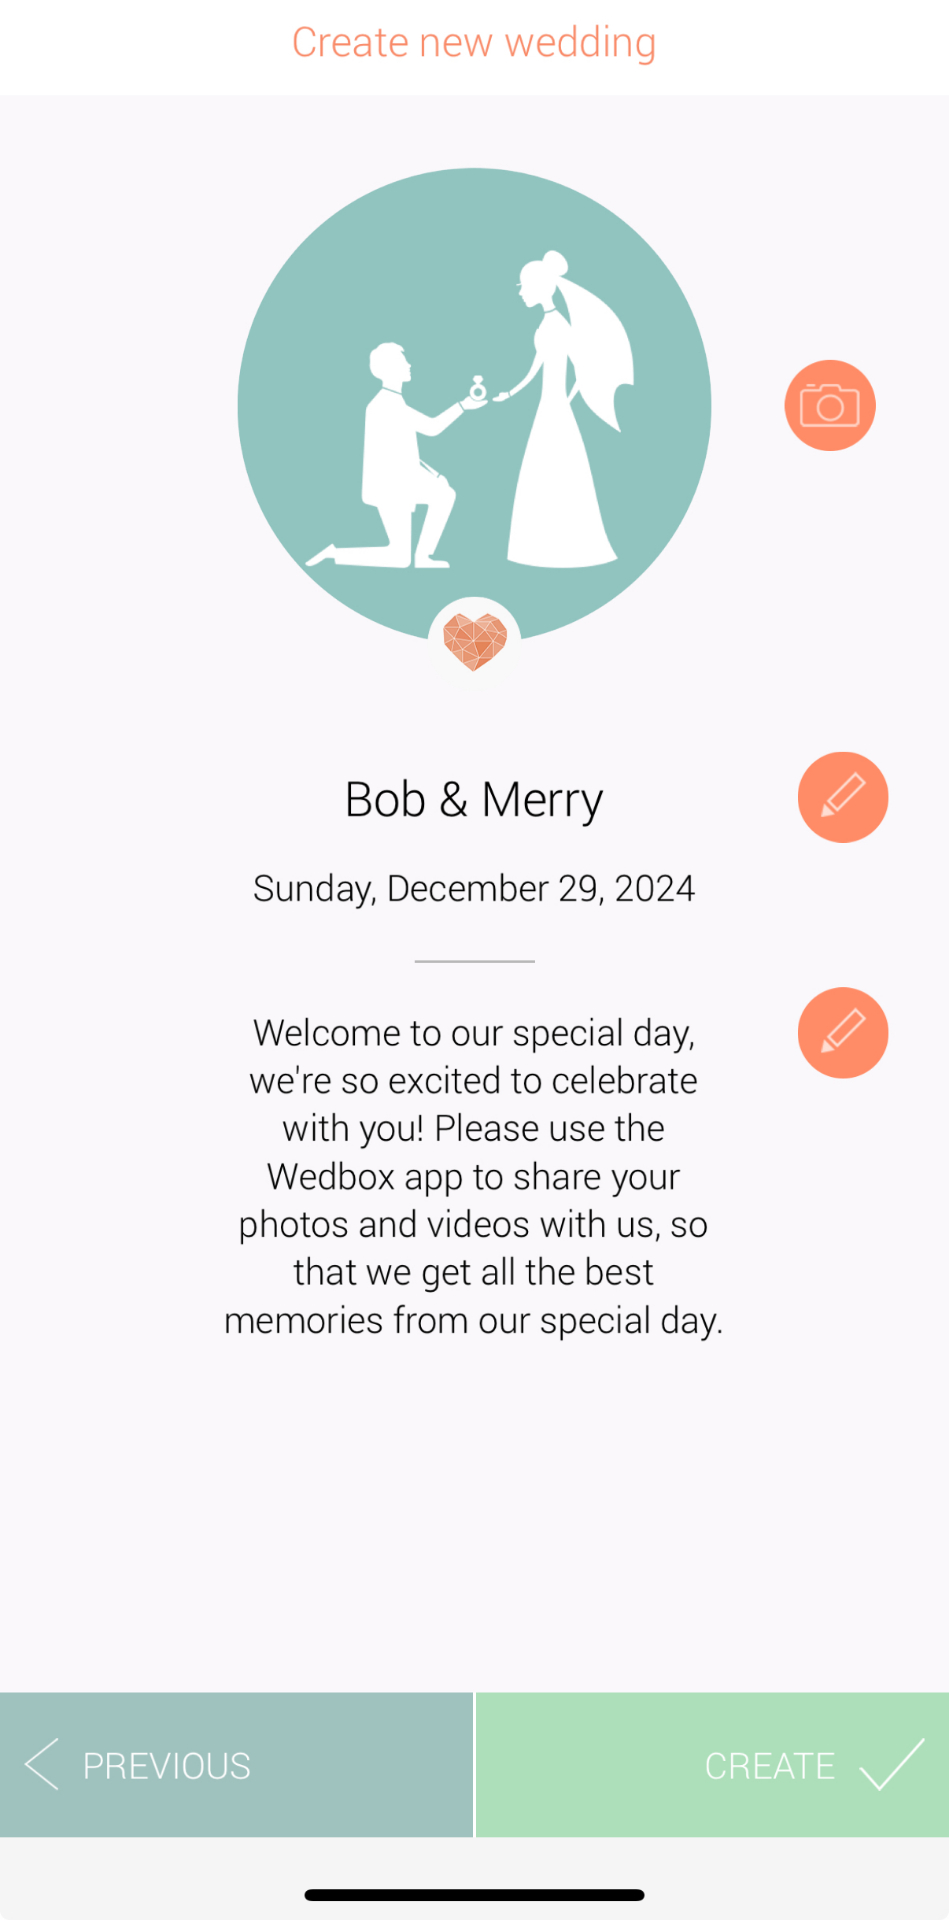 Create new wedding
Bob & Merry
Sunday, December 29, 2024
Welcome to our special day,
we're so excited to celebrate
with you! Please use the
Wedbox app to share your
photos and videos with us, so
that we get all the best
memories from our special day.
PREVIOUS
CREATE